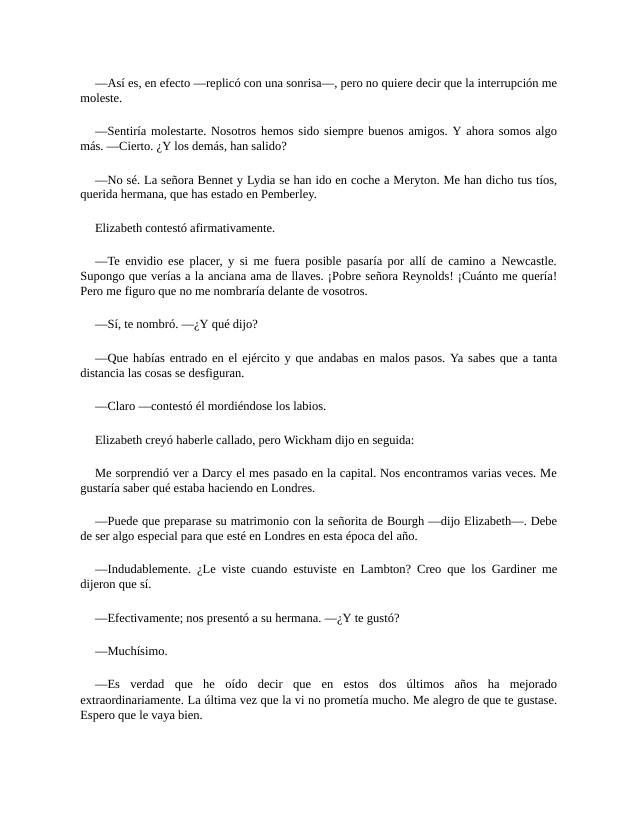 —Así es, en efecto —replicó con una sonrisa—, pero no quiere decir que la interrupción me
moleste.
—Sentiría molestarte. Nosotros hemos sido siempre buenos amigos. Y ahora somos algo
más. —Cierto. ¿Y los demás, han salido?
—No sé. La señora Bennet y Lydia se han ido en coche a Meryton. Me han dicho tus tíos,
querida hermana, que has estado en Pemberley.
Elizabeth contestó afirmativamente.
—Te envidio ese placer, y si me fuera posible pasaría por allí de camino a Newcastle.
Supongo que verías a la anciana ama de llaves. ¡Pobre señora Reynolds! ¡Cuánto me quería!
Pero me figuro que no me nombraría delante de vosotros.
—Sí, te nombró. —¿Y qué dijo?
—Que habías entrado en el ejército y que andabas en malos pasos. Ya sabes que a tanta
distancia las cosas se desfiguran.
—Claro —contestó él mordiéndose los labios.
Elizabeth creyó haberle callado, pero Wickham dijo en seguida:
Me sorprendió ver a Darcy el mes pasado en la capital. Nos encontramos varias veces. Me
gustaría saber qué estaba haciendo en Londres.
—Puede que preparase su matrimonio con la señorita de Bourgh —dijo Elizabeth—. Debe
de ser algo especial para que esté en Londres en esta época del año.
—Indudablemente. ¿Le viste cuando estuviste en Lambton? Creo que los Gardiner me
dijeron que sí.
—Efectivamente; nos presentó a su hermana. —¿Y te gustó?
—Muchísimo.
—Es verdad que he oído decir que en estos dos últimos años ha mejorado
extraordinariamente. La última vez que la vi no prometía mucho. Me alegro de que te gustase.
Espero que le vaya bien.